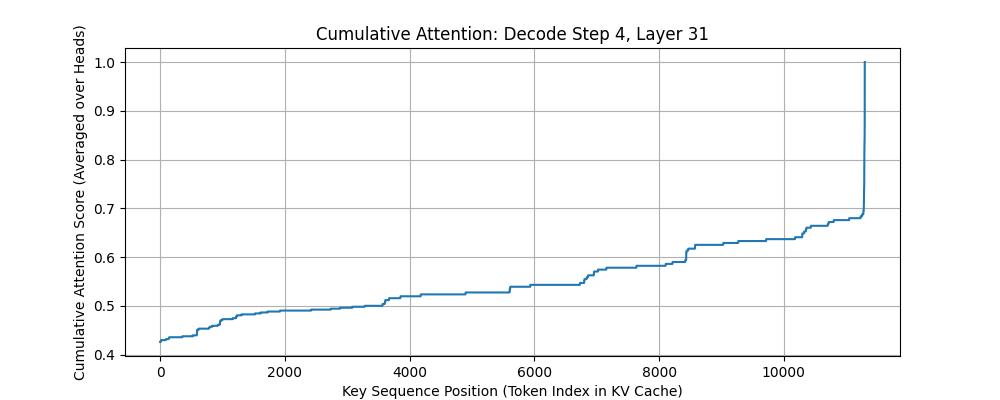 Cumulative Attention: Decode Step 4, Layer 31
Cumulative Attention Score (Averaged over Heads)
1.0
0.9
0.8
0.7
0.6
0.5
0.4
0 2000 4000 6000 8000 10000
Key Sequence Position (Token Index in KV Cache)